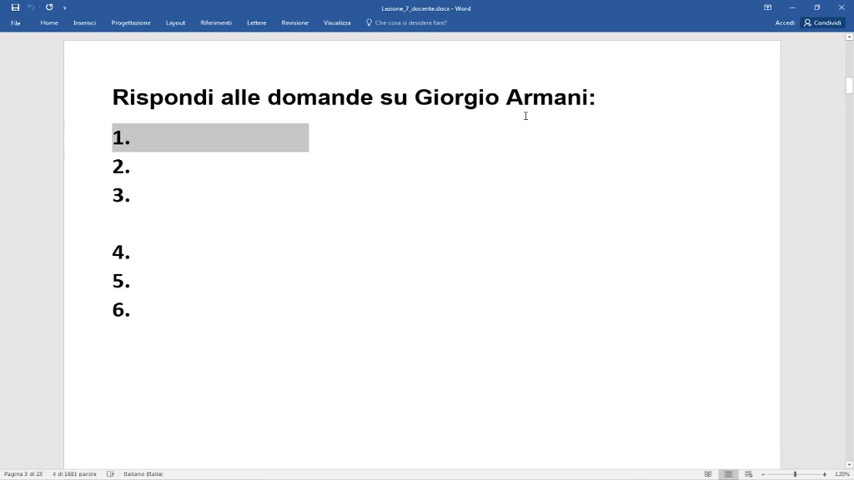 Lezione_7_docente.docx - Word
File Home Inserisci Progettazione Layout Riferimenti Lettere Revisione Visualizza Che cosa si desidera fare? Accedi Condividi
Rispondi alle domande su Giorgio Armani:
1.
2.
3.
4.
5.
6.
Pagina 3 di 23 4 di 1681 parole Italiano (Italia) 120%